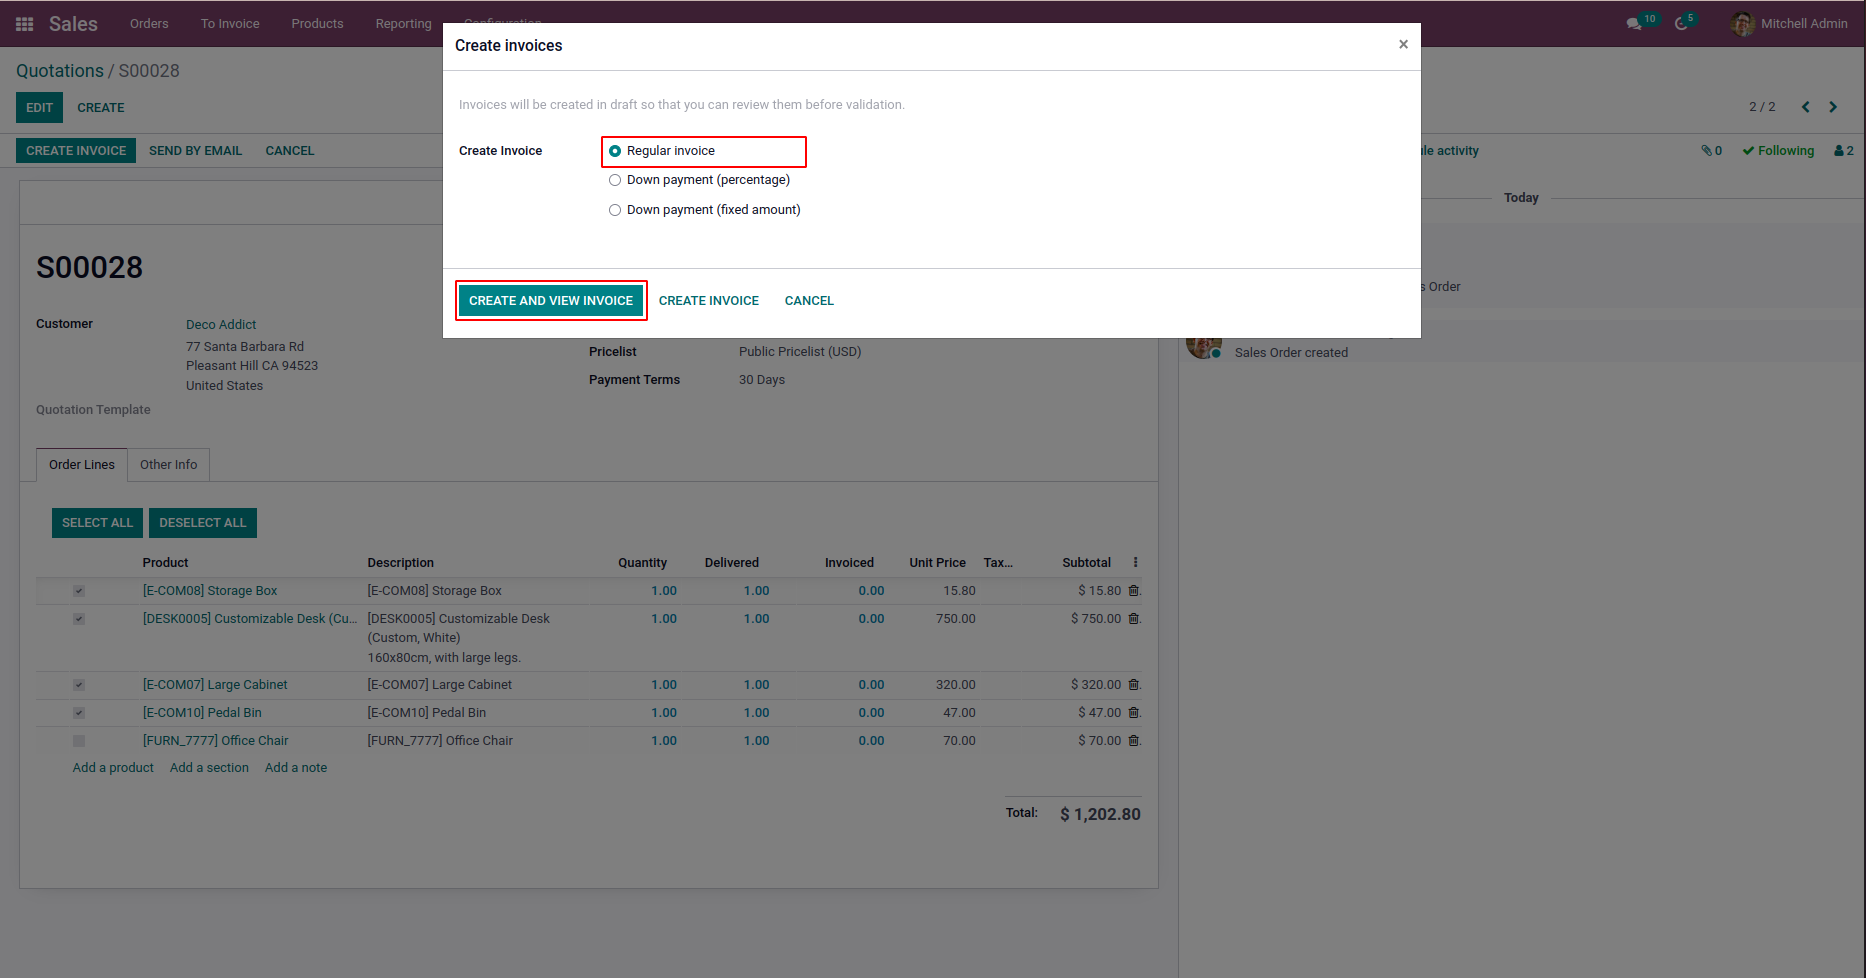 Sales Orders To Invoice Products Reporting Configuration 10 5 Mitchell Admin
Create invoices ×
Quotations / S00028
EDIT CREATE 2 / 2
Invoices will be created in draft so that you can review them before validation.
CREATE INVOICE SEND BY EMAIL CANCEL
Create Invoice Regular invoice
Down payment (percentage)
Down payment (fixed amount)
CREATE AND VIEW INVOICE CREATE INVOICE CANCEL
activity 0 Following 2
Today
S00028
s Order
Sales Order created
Customer Deco Addict
77 Santa Barbara Rd
Pleasant Hill CA 94523
United States
Pricelist Public Pricelist (USD)
Payment Terms 30 Days
Quotation Template
Order Lines Other Info
SELECT ALL DESELECT ALL
Product Description Quantity Delivered Invoiced Unit Price Tax... Subtotal
[E-COM08] Storage Box [E-COM08] Storage Box 1.00 1.00 0.00 15.80 $ 15.80
[DESK0005] Customizable Desk (Cu... [DESK0005] Customizable Desk 1.00 1.00 0.00 750.00 $ 750.00
(Custom, White)
160x80cm, with large legs.
[E-COM07] Large Cabinet [E-COM07] Large Cabinet 1.00 1.00 0.00 320.00 $ 320.00
[E-COM10] Pedal Bin [E-COM10] Pedal Bin 1.00 1.00 0.00 47.00 $ 47.00
[FURN_7777] Office Chair [FURN_7777] Office Chair 1.00 1.00 0.00 70.00 $ 70.00
Add a product Add a section Add a note
Total: $ 1,202.80